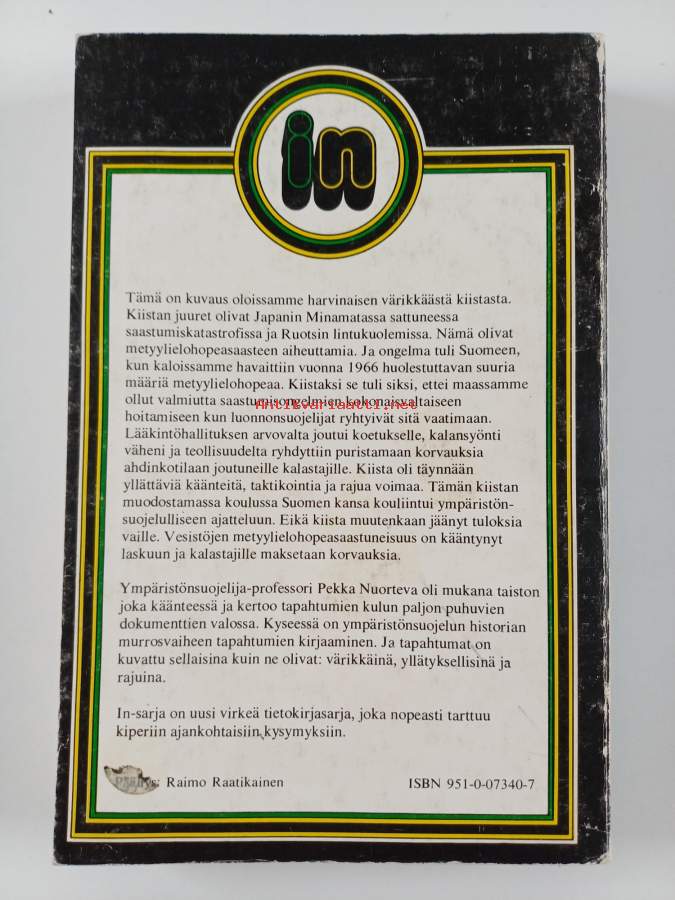 in
Tämä on kuvaus oloissamme harvinaisen värikkäästä kiistasta.
Kiistan juuret olivat Japanin Minamatassa sattuneessa
saastumiskatastrofissa ja Ruotsin lintukuolemissa. Nämä olivat
metyylielohopeasaasteen aiheuttamia. Ja ongelma tuli Suomeen,
kun kaloissamme havaittiin vuonna 1966 huolestuttavan suuria
määriä metyylielohopeaa. Kiistaksi se tuli siksi, ettei maassamme
ollut valmiutta saastumisongelmien kokonaisvaltaiseen
Antikvariaatti.net
hoitamiseen kun luonnonsuojelijat ryhtyivät sitä vaatimaan.
Lääkintöhallituksen arvovalta joutui koetukselle, kalansyönti
väheni ja teollisuudelta ryhdyttiin puristamaan korvauksia
ahdinkotilaan joutuneille kalastajille. Kiista oli täynnään
yllättäviä käänteitä, taktikointia ja rajua voimaa. Tämän kiistan
muodostamassa koulussa Suomen kansa kouliintui ympäristön-
suojelulliseen ajatteluun. Eikä kiista muutenkaan jäänyt tuloksia
vaille. Vesistöjen metyylielohopeasaastuneisuus on kääntynyt
laskuun ja kalastajille maksetaan korvauksia.
Ympäristönsuojelija-professori Pekka Nuorteva oli mukana taiston
joka käänteessä ja kertoo tapahtumien kulun paljon puhuvien
dokumenttien valossa. Kyseessä on ympäristönsuojelun historian
murrosvaiheen tapahtumien kirjaaminen. Ja tapahtumat on
kuvattu sellaisina kuin ne olivat: värikkäinä, yllätyksellisinä ja
rajuina.
In-sarja on uusi virkeä tietokirjasarja, joka nopeasti tarttuu
kiperiin ajankohtaisiin kysymyksiin.
Päällys: Raimo Raatikainen
ISBN 951-0-07340-7